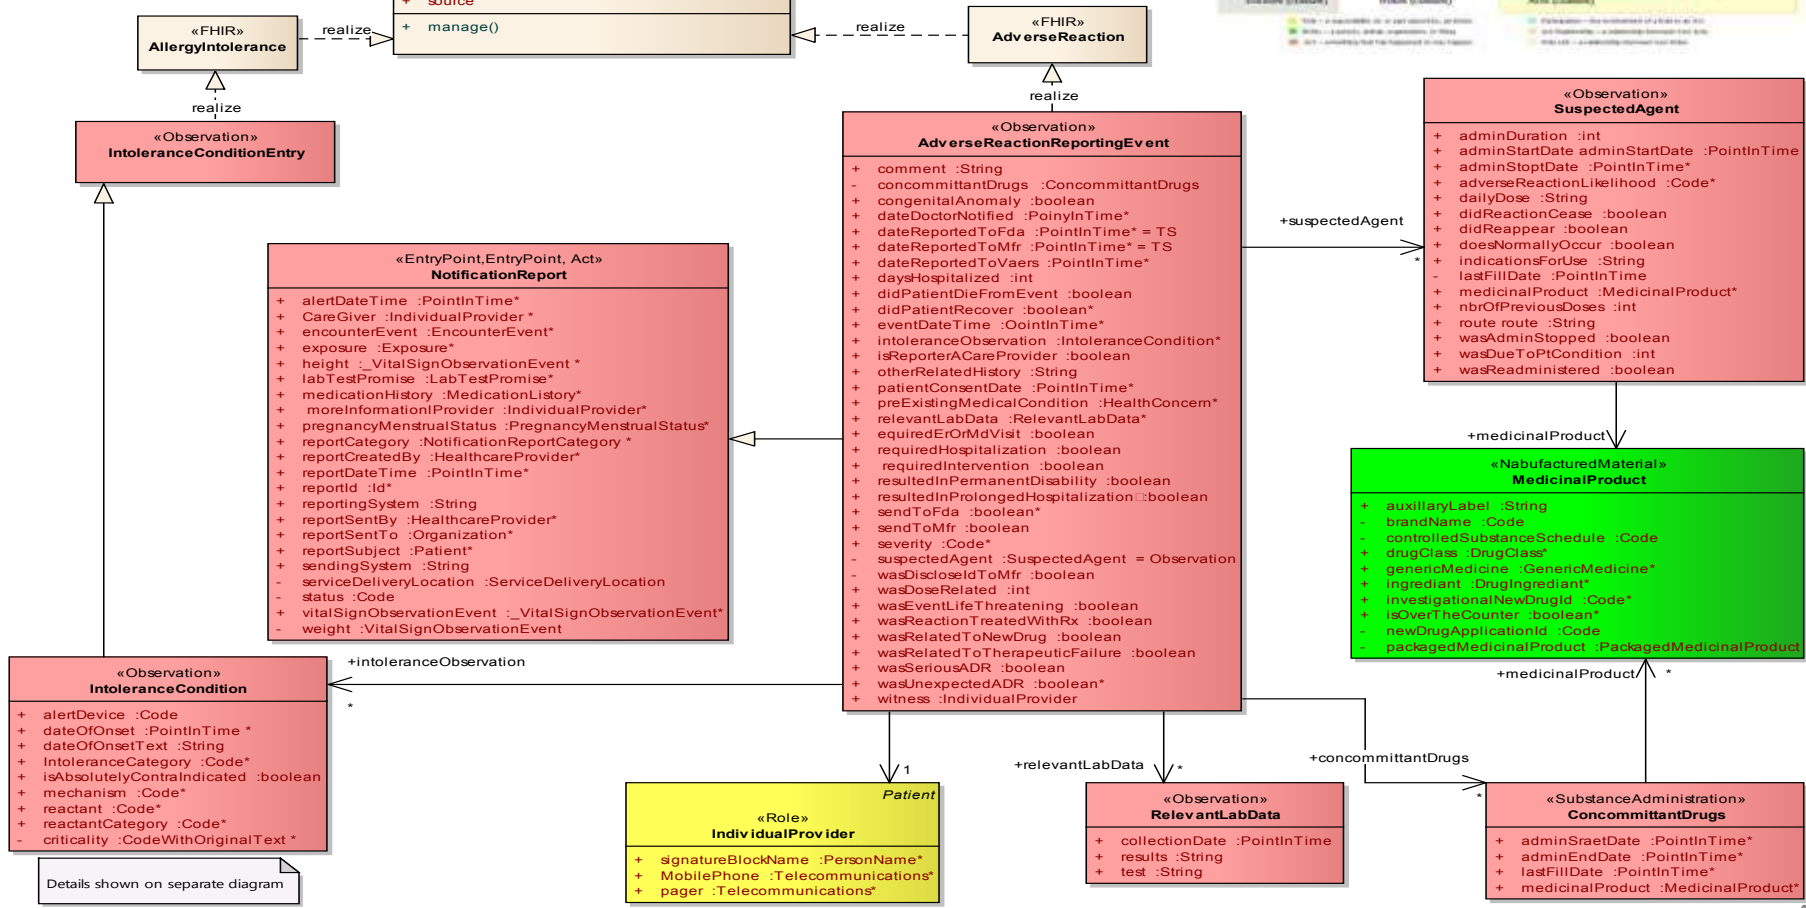 + source
+ manage()
«FHIR»
AllergyIntolerance
realize
realize
«FHIR»
AdverseReaction
realize
realize
«Observation»
IntoleranceConditionEntry
«EntryPoint,EntryPoint, Act»
NotificationReport
+ alertDateTime :PointInTime*
+ CareGiver :IndividualProvider *
+ encounterEvent :EncounterEvent*
+ exposure :Exposure*
+ height :_VitalSignObservationEvent *
+ labTestPromise :LabTestPromise*
+ medicationHistory :MedicationListory*
+ moreInformationlProvider :IndividualProvider*
+ pregnancyMenstrualStatus :PregnancyMenstrualStatus*
+ reportCategory :NotificationReportCategory *
+ reportCreatedBy :HealthcareProvider*
+ reportDateTime :PointInTime*
+ reportId :Id*
+ reportingSystem :String
+ reportSentBy :HealthcareProvider*
+ reportSentTo :Organization*
+ reportSubject :Patient*
+ sendingSystem :String
- serviceDeliveryLocation :ServiceDeliveryLocation
- status :Code
+ vitalSignObservationEvent :_VitalSignObservationEvent*
- weight :VitalSignObservationEvent
«Observation»
AdverseReactionReportingEvent
+ comment :String
- concommittantDrugs :ConcommittantDrugs
+ congenitalAnomaly :boolean
+ dateDoctorNotified :PoinyInTime*
+ dateReportedToFda :PointInTime* = TS
+ dateReportedToMfr :PointInTime* = TS
+ dateReportedToVaers :PointInTime*
+ daysHospitalized :int
+ didPatientDieFromEvent :boolean
+ didPatientRecover :boolean*
+ eventDateTime :OointInTime*
+ intoleranceObservation :IntoleranceCondition*
+ isReporterACareProvider :boolean
+ otherRelatedHistory :String
+ patientConsentDate :PointInTime*
+ preExistingMedicalCondition :HealthConcern*
+ relevantLabData :RelevantLabData*
+ equiredErOrMdVisit :boolean
+ requiredHospitalization :boolean
+ requiredIntervention :boolean
+ resultedInPermanentDisability :boolean
+ resultedInProlongedHospitalization□:boolean
+ sendToFda :boolean*
+ sendToMfr :boolean
+ severity :Code*
- suspectedAgent :SuspectedAgent = Observation
- wasDiscloseIdToMfr :boolean
+ wasDoseRelated :int
+ wasEventLifeThreatening :boolean
+ wasReactionTreatedWithRx :boolean
+ wasRelatedToNewDrug :boolean
+ wasRelatedToTherapeuticFailure :boolean
+ wasSeriousADR :boolean
+ wasUnexpectedADR :boolean*
+ witness :IndividualProvider
+suspectedAgent
*
«Observation»
SuspectedAgent
+ adminDuration :int
+ adminStartDate adminStartDate :PointInTime
+ adminStoptDate :PointInTime*
+ adverseReactionLikelihood :Code*
+ dailyDose :String
+ didReactionCease :boolean
+ didReappear :boolean
+ doesNormallyOccur :boolean
+ indicationsForUse :String
- lastFillDate :PointInTime
+ medicinalProduct :MedicinalProduct*
+ nbrOfPreviousDoses :int
+ route route :String
+ wasAdminStopped :boolean
+ wasDueToPtCondition :int
+ wasReadministered :boolean
+medicinalProduct
«NabufacturedMaterial»
MedicinalProduct
+ auxillaryLabel :String
- brandName :Code
- controlledSubstanceSchedule :Code
+ drugClass :DrugClass*
+ genericMedicine :GenericMedicine*
+ ingrediant :DrugIngrediant*
+ investigationalNewDrugId :Code*
+ isOverTheCounter :boolean*
- newDrugApplicationId :Code
- packagedMedicinalProduct :PackagedMedicinalProduct
+medicinalProduct *
+intoleranceObservation
*
«Observation»
IntoleranceCondition
+ alertDevice :Code
+ dateOfOnset :PointInTime *
+ dateOfOnsetText :String
+ IntoleranceCategory :Code*
+ isAbsolutelyContraIndicated :boolean
+ mechanism :Code*
+ reactant :Code*
+ reactantCategory :Code*
- criticality :CodeWithOriginalText *
Details shown on separate diagram
1
Patient
«Role»
IndividualProvider
+ signatureBlockName :PersonName*
+ MobilePhone :Telecommunications*
+ pager :Telecommunications*
+relevantLabData *
«Observation»
RelevantLabData
+ collectionDate :PointInTime
+ results :String
+ test :String
+concommittantDrugs
*
«SubstanceAdministration»
ConcommittantDrugs
+ adminSraetDate :PointInTime*
+ adminEndDate :PointInTime*
+ lastFillDate :PointInTime*
+ medicinalProduct :MedicinalProduct*